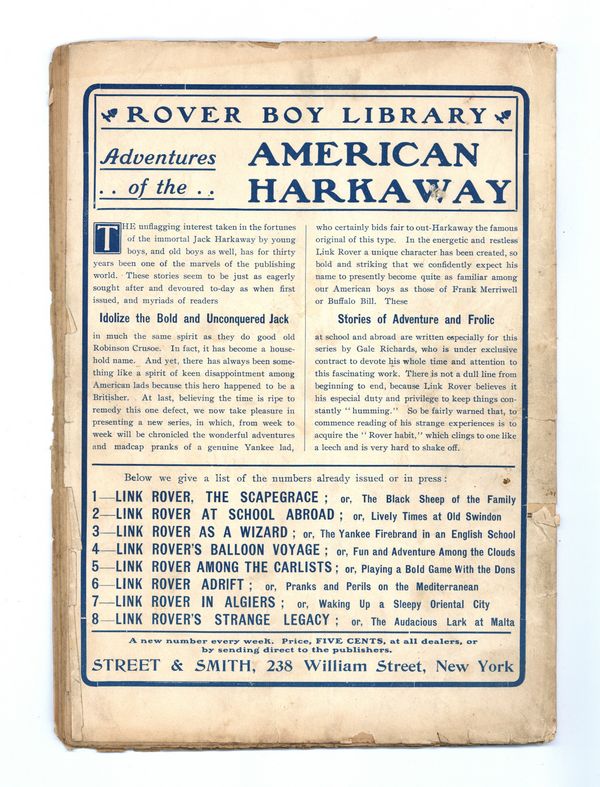 ROVER BOY LIBRARY
Adventures
. . of the . .
AMERICAN
HARKAWAY
THE unflagging interest taken in the fortunes
of the immortal Jack Harkaway by young
boys, and old boys as well, has for thirty
years been one of the marvels of the publishing
world. These stories seem to be just as eagerly
sought after and devoured to-day as when first
issued, and myriads of readers
Idolize the Bold and Unconquered Jack
in much the same spirit as they do good old
Robinson Crusoe. In fact, it has become a house-
hold name. And yet, there has always been some-
thing like a spirit of keen disappointment among
American lads because this hero happened to be a
Britisher. At last, believing the time is ripe to
remedy this one defect, we now take pleasure in
presenting a new series, in which, from week to
week will be chronicled the wonderful adventures
and madcap pranks of a genuine Yankee lad,
who certainly bids fair to out-Harkaway the famous
original of this type. In the energetic and restless
Link Rover a unique character has been created, so
bold and striking that we confidently expect his
name to presently become quite as familiar among
our American boys as those of Frank Merriwell
or Buffalo Bill. These
Stories of Adventure and Frolic
at school and abroad are written especially for this
series by Gale Richards, who is under exclusive
contract to devote his whole time and attention to
this fascinating work. There is not a dull line from
beginning to end, because Link Rover believes it
his especial duty and privilege to keep things con-
stantly "humming." So be fairly warned that, to
commence reading of his strange experiences is to
acquire the "Rover habit," which clings to one like
a leech and is very hard to shake off.
Below we give a list of the numbers already issued or in press:
1—LINK ROVER, THE SCAPEGRACE; or, The Black Sheep of the Family
2—LINK ROVER AT SCHOOL ABROAD; or, Lively Times at Old Swindon
3—LINK ROVER AS A WIZARD; or, The Yankee Firebrand in an English School
4—LINK ROVER'S BALLOON VOYAGE; or, Fun and Adventure Among the Clouds
5—LINK ROVER AMONG THE CARLISTS; or, Playing a Bold Game With the Dons
6—LINK ROVER ADRIFT; or, Pranks and Perils on the Mediterranean
7—LINK ROVER IN ALGIERS; or, Waking Up a Sleepy Oriental City
8—LINK ROVER'S STRANGE LEGACY; or, The Audacious Lark at Malta
A new number every week. Price, FIVE CENTS, at all dealers, or
by sending direct to the publishers.
STREET & SMITH, 238 William Street, New York